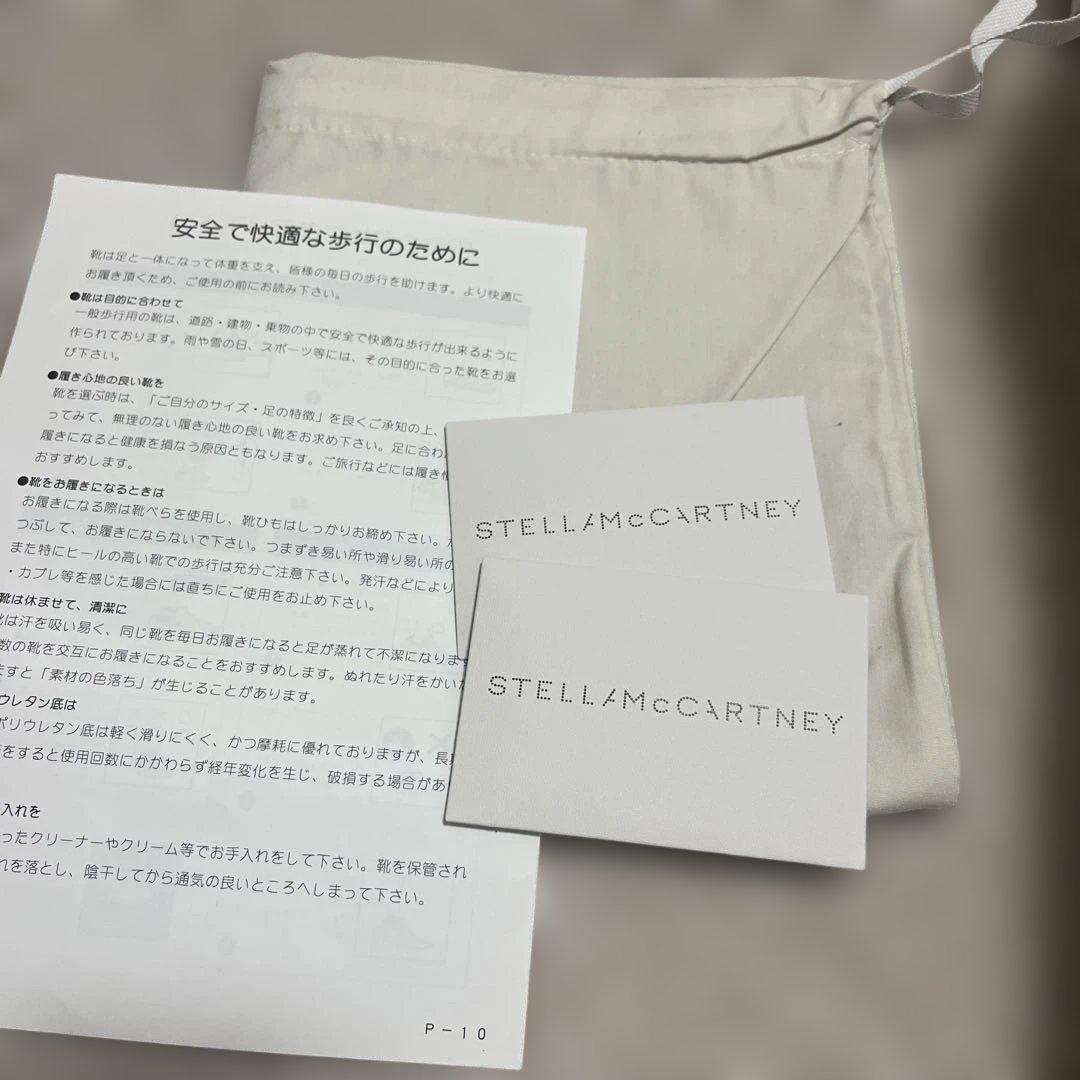 安全で快適な歩行のために
靴は足と一体になって体重を支え、皆様の毎日の歩行を助けます。より快適に
お履き頂くため、ご使用の前にお読み下さい。
●靴は目的に合わせて
一般歩行用の靴は、道路・建物・乗物の中で安全で快適な歩行が出来るように
作られております。雨や雪の日、スポーツ等には、その目的に合った靴をお選
び下さい。
●履き心地の良い靴を
靴を選ぶ時は、「ご自分のサイズ・足の特徴」を良くご承知の上、
ってみて、無理のない履き心地の良い靴をお求め下さい。足に合わ
履きになると健康を損なう原因ともなります。ご旅行などには履き
おすすめします。
●靴をお履きになるときは
お履きになる際は靴べらを使用し、靴ひもはしっかりお締め下さい。
つぶして、お履きにならないで下さい。つまずき易い所や滑り易い所の
また特にヒールの高い靴での歩行は充分ご注意下さい。発汗などにより
・カブレ等を感じた場合には直ちにご使用をお止め下さい。
靴は休ませて、清潔に
は汗を吸い易く、同じ靴を毎日お履きになると足が蒸れて不潔になります
数の靴を交互にお履きになることをおすすめします。ぬれたり汗をかいた
ますと「素材の色落ち」が生じることがあります。
ウレタン底は
ポリウレタン底は軽く滑りにくく、かつ摩耗に優れておりますが、長
をすると使用回数にかかわらず経年変化を生じ、破損する場合があ
入れを
ったクリーナーやクリーム等でお手入れをして下さい。靴を保管され
れを落とし、陰干してから通気の良いところへしまって下さい。
P-10
STELLA McCARTNEY
STELLA McCARTNEY